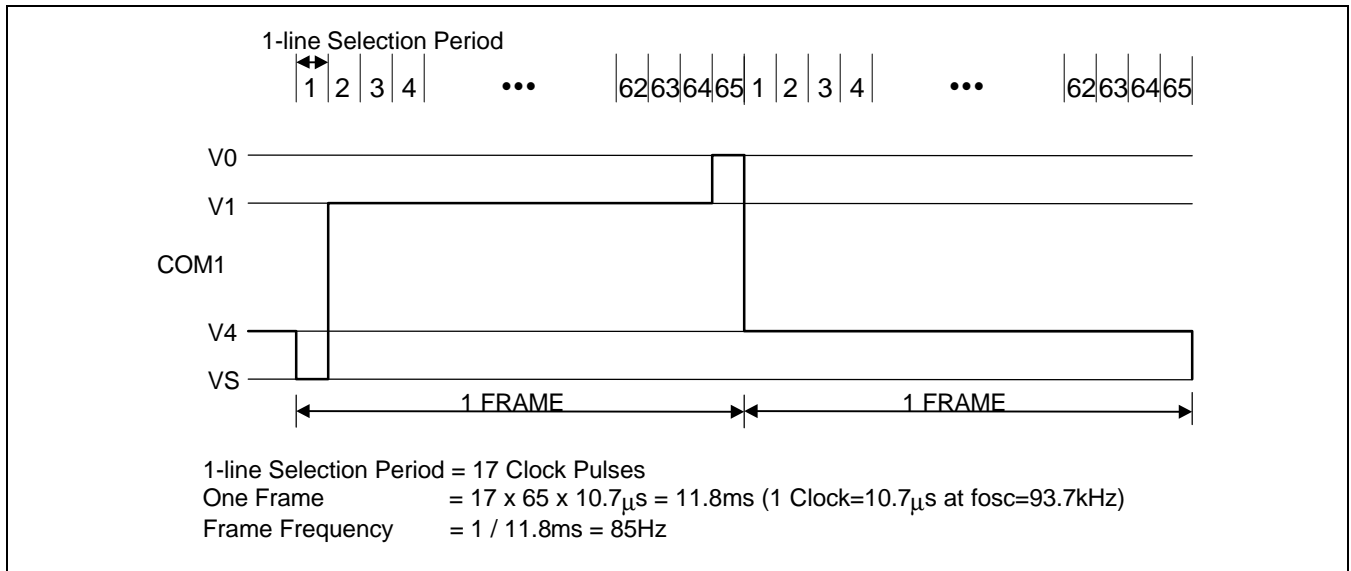 1-line Selection Period
1 2 3 4 ••• 62 63 64 65 1 2 3 4 ••• 62 63 64 65
V0
V1
COM1
V4
VS
1 FRAME 1 FRAME
1-line Selection Period = 17 Clock Pulses
One Frame = 17 x 65 x 10.7μs = 11.8ms (1 Clock=10.7μs at fosc=93.7kHz)
Frame Frequency = 1 / 11.8ms = 85Hz